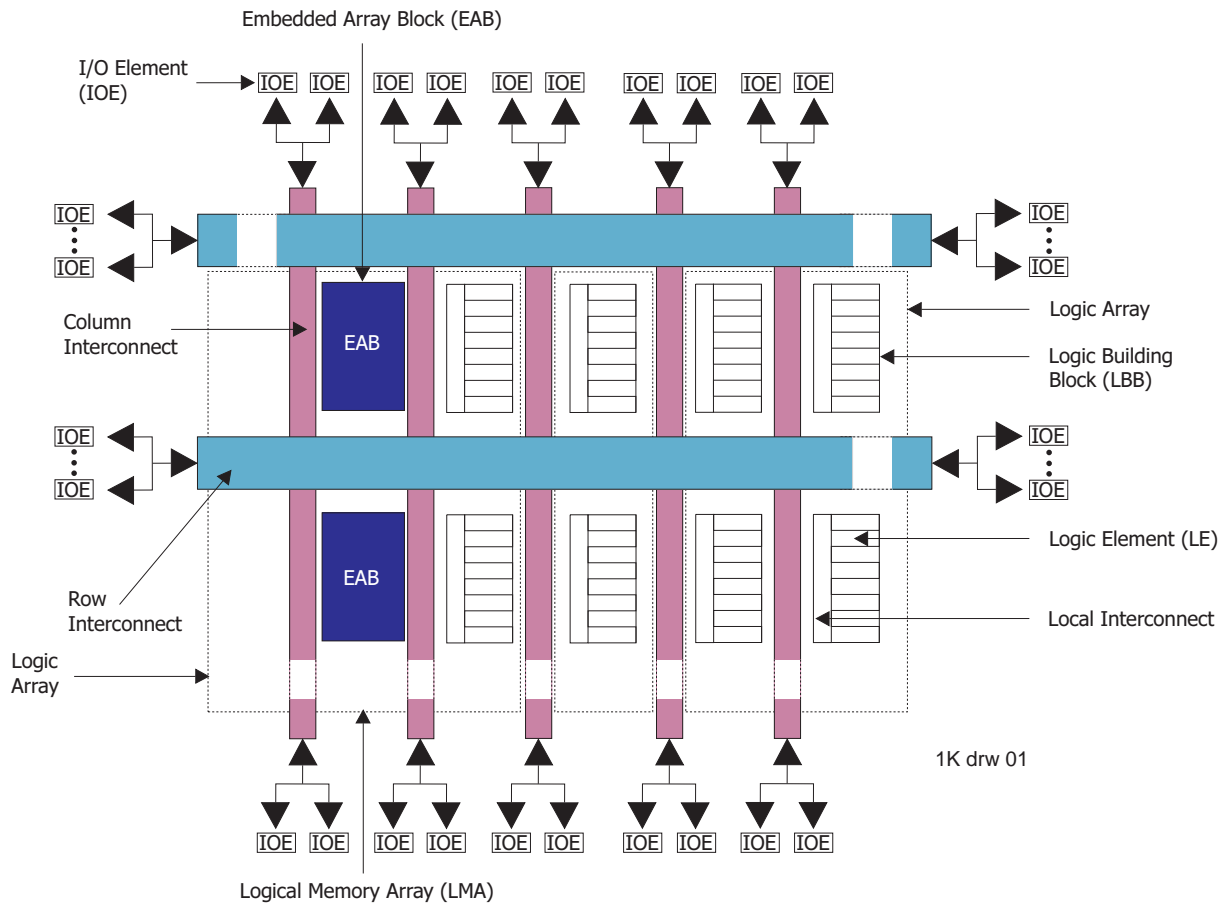 Embedded Array Block (EAB)
I/O Element
(IOE)
IOE IOE IOE IOE IOE IOE IOE IOE IOE IOE
IOE IOE
IOE IOE
Column
Interconnect
EAB
Logic Array
Logic Building
Block (LBB)
IOE IOE
IOE IOE
EAB
Logic Element (LE)
Row
Interconnect
Local Interconnect
Logic
Array
1K drw 01
IOE IOE IOE IOE IOE IOE IOE IOE IOE IOE
Logical Memory Array (LMA)